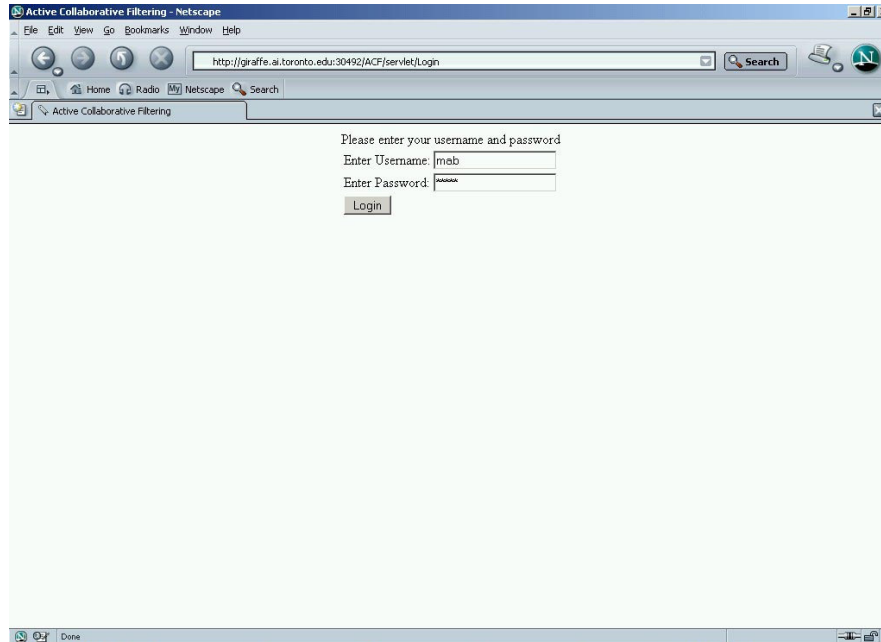 Active Collaborative Filtering - Netscape
File Edit View Go Bookmarks Window Help
http://giraffe.ai.toronto.edu:30492/ACF/servlet/Login Search N
Home Radio My Netscape Search
Active Collaborative Filtering
Please enter your username and password
Enter Username: mab
Enter Password: *****
Login
Done